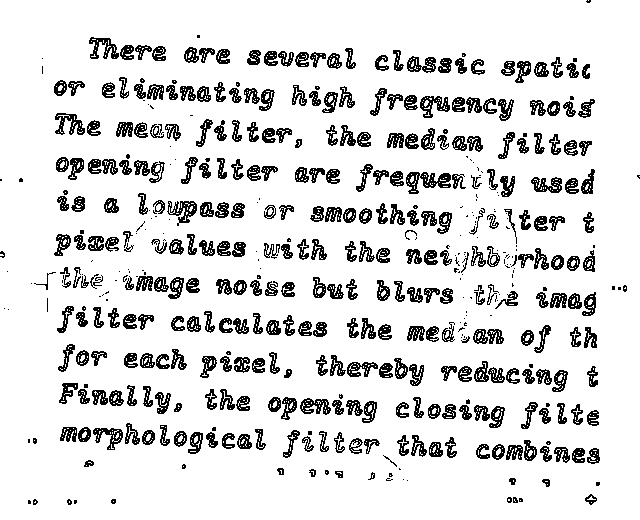 There are several classic spatic
or eliminating high frequency nois
The mean filter, the median filter
opening filter are frequently used
is a lowpass or smoothing filter t
pixel values with the neighborhood
the image noise but blurs the imag
filter calculates the median of th
for each pixel, thereby reducing t
Finally, the opening closing filte
morphological filter that combines